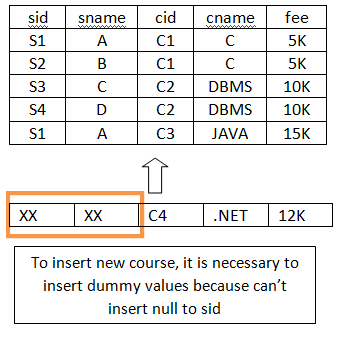 sid sname cid cname fee
S1 A C1 C 5K
S2 B C1 C 5K
S3 C C2 DBMS 10K
S4 D C2 DBMS 10K
S1 A C3 JAVA 15K
XX XX C4 .NET 12K
To insert new course, it is necessary to
insert dummy values because can't
insert null to sid